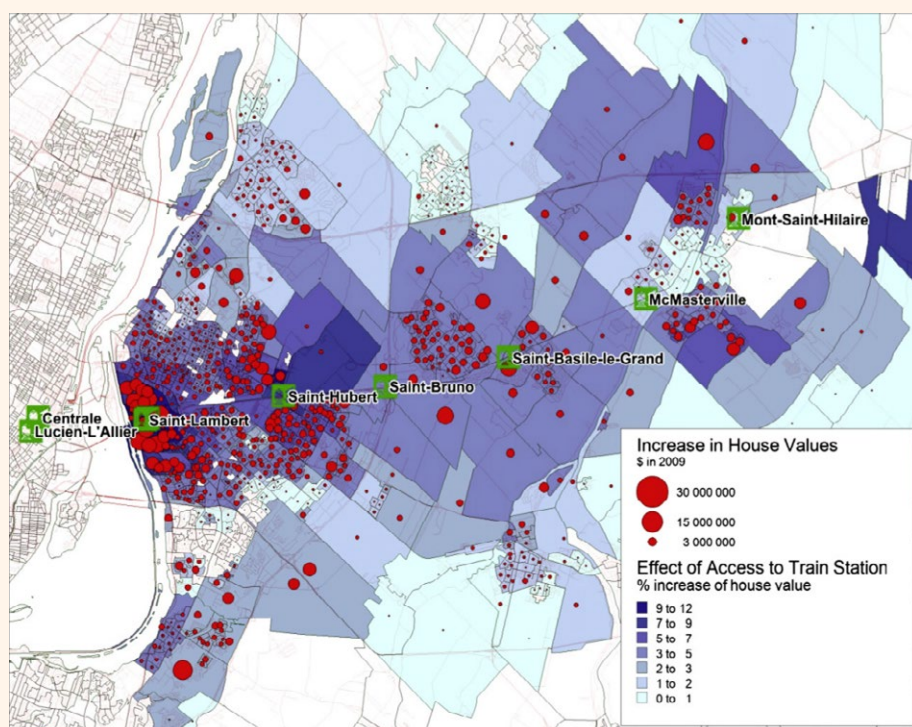 Mont-Saint-Hilaire
McMasterville
Saint-Basile-le-Grand
Saint-Bruno
Saint-Hubert
Centrale
Saint-Lambert
Lucien-L'Allier
Increase in House Values
$ in 2009
30 000 000
15 000 000
3 000 000
Effect of Access to Train Station
% increase of house value
9 to 12
7 to 9
5 to 7
3 to 5
2 to 3
1 to 2
0 to 1